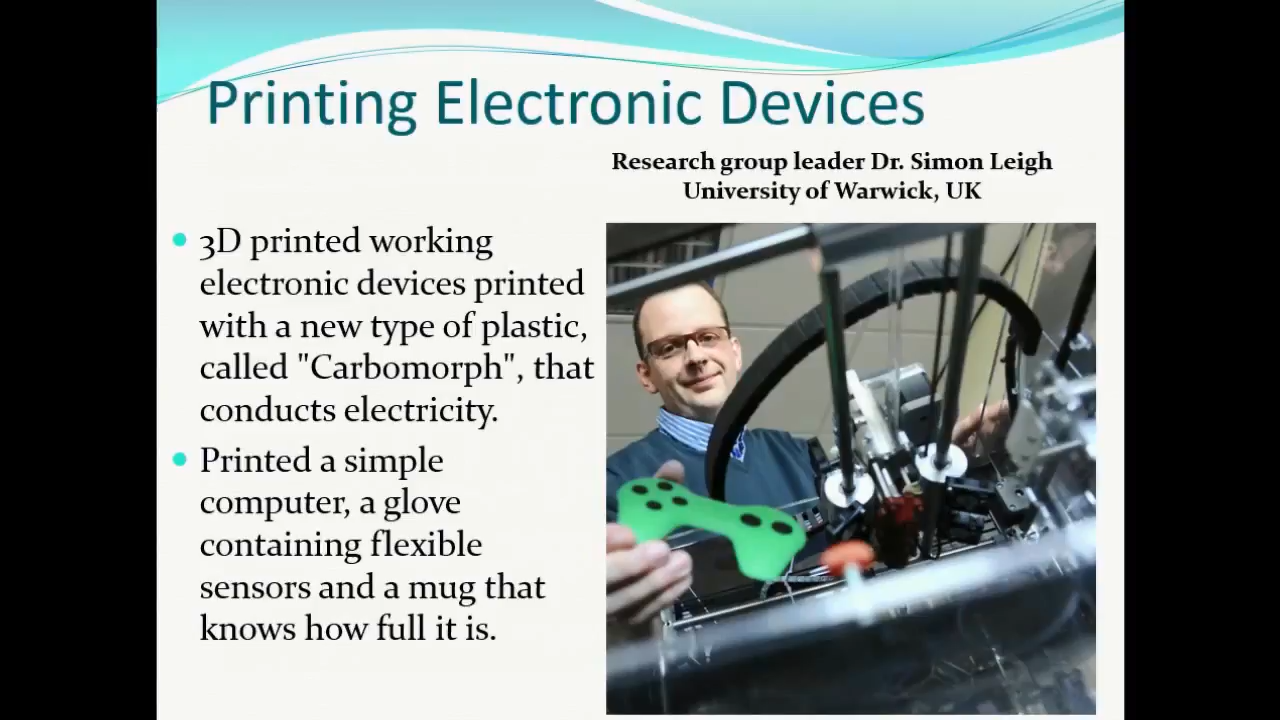 Printing Electronic Devices
Research group leader Dr. Simon Leigh
University of Warwick, UK
3D printed working
electronic devices printed
with a new type of plastic,
called "Carbomorph", that
conducts electricity.
Printed a simple
computer, a glove
containing flexible
sensors and a mug that
knows how full it is.